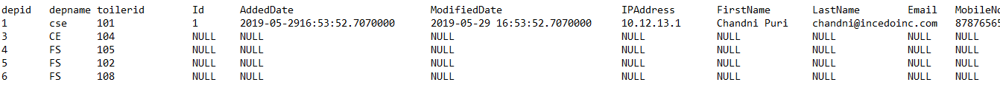 depid depname toilerid Id AddedDate ModifiedDate IPAddress FirstName LastName Email MobileNo
1 cse 101 1 2019-05-2916:53:52.7070000 2019-05-29 16:53:52.7070000 10.12.13.1 Chandni Puri chandni@incedoinc.com 87876565
3 CE 104 NULL NULL NULL NULL NULL NULL NULL NULL
4 FS 105 NULL NULL NULL NULL NULL NULL NULL NULL
5 FS 102 NULL NULL NULL NULL NULL NULL NULL NULL
6 FS 108 NULL NULL NULL NULL NULL NULL NULL NULL